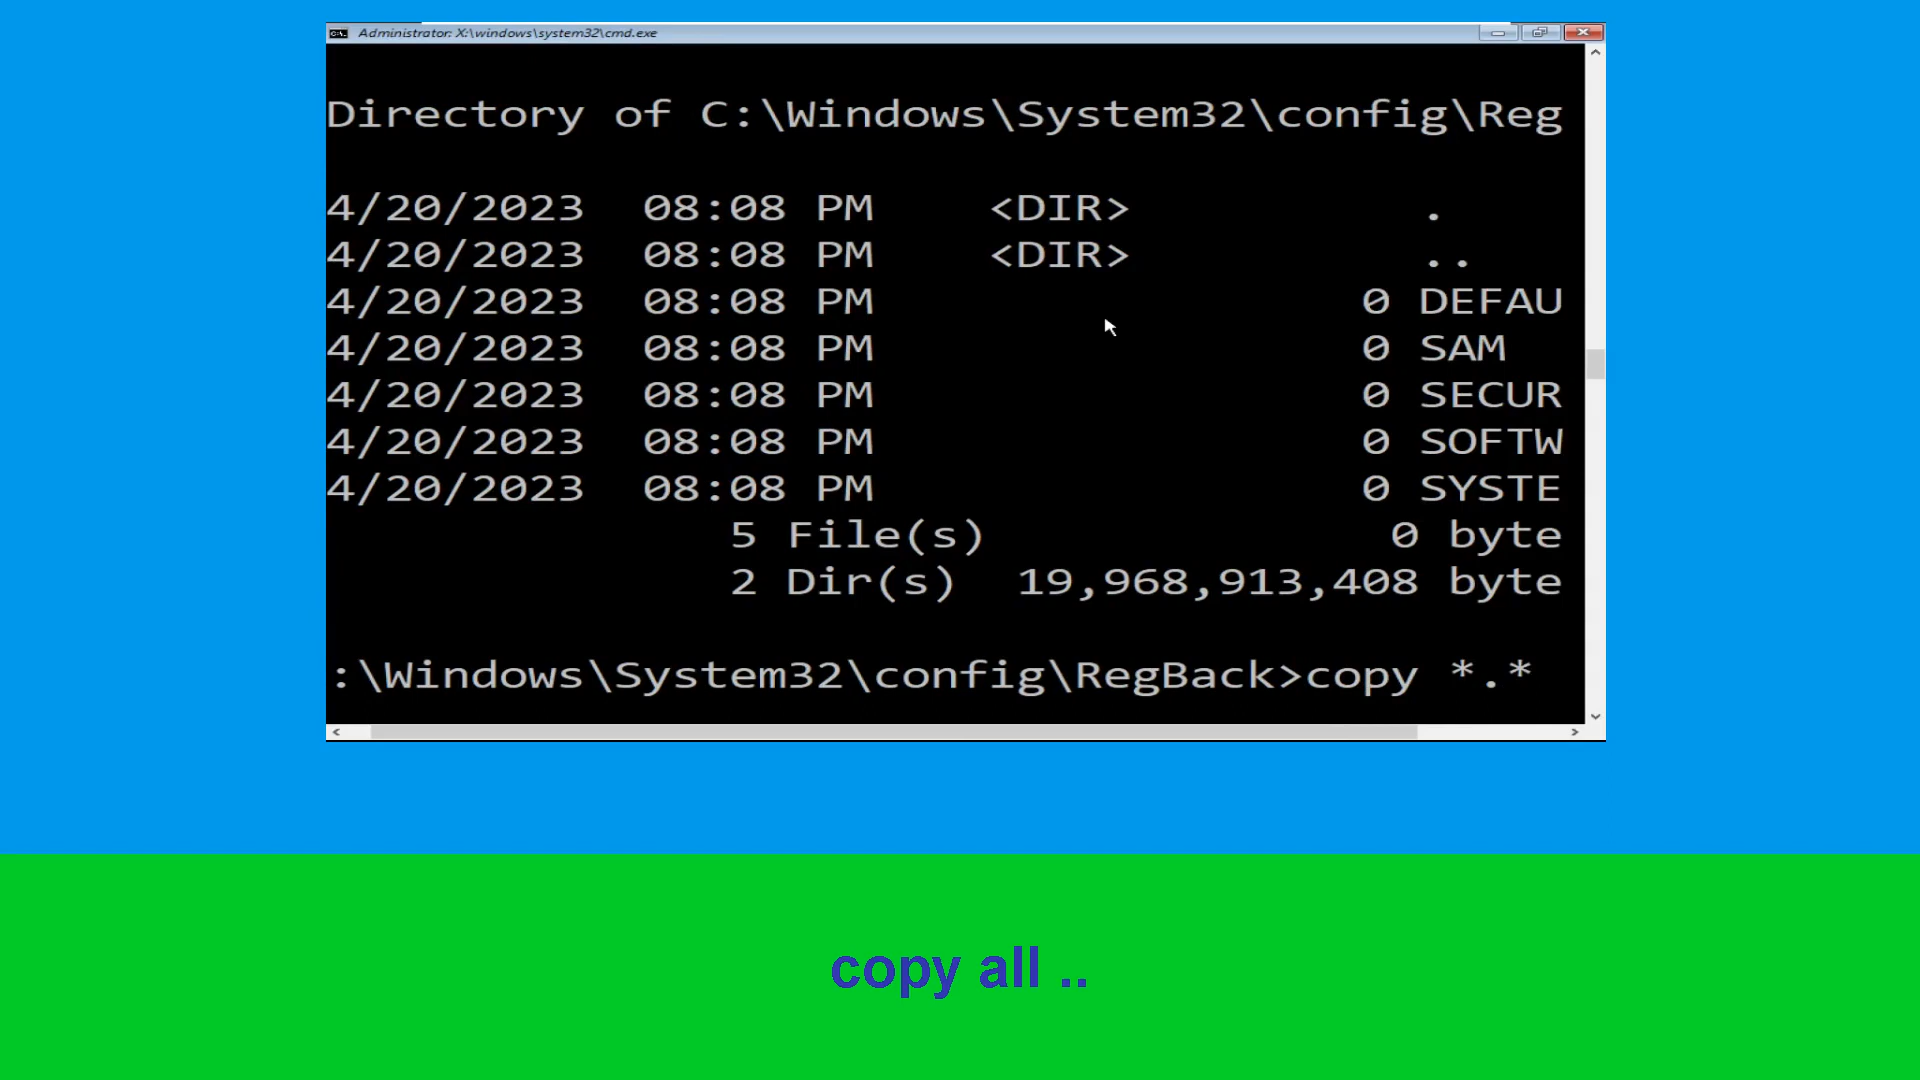 Administrator: X:\windows\system32\cmd.exe
Directory of C:\Windows\System32\config\Reg
4/20/2023 08:08 PM <DIR> .
4/20/2023 08:08 PM <DIR> ..
4/20/2023 08:08 PM 0 DEFAU
4/20/2023 08:08 PM 0 SAM
4/20/2023 08:08 PM 0 SECUR
4/20/2023 08:08 PM 0 SOFTW
4/20/2023 08:08 PM 0 SYSTE
5 File(s) 0 byte
2 Dir(s) 19,968,913,408 byte
:\Windows\System32\config\RegBack>copy *.*
copy all ..